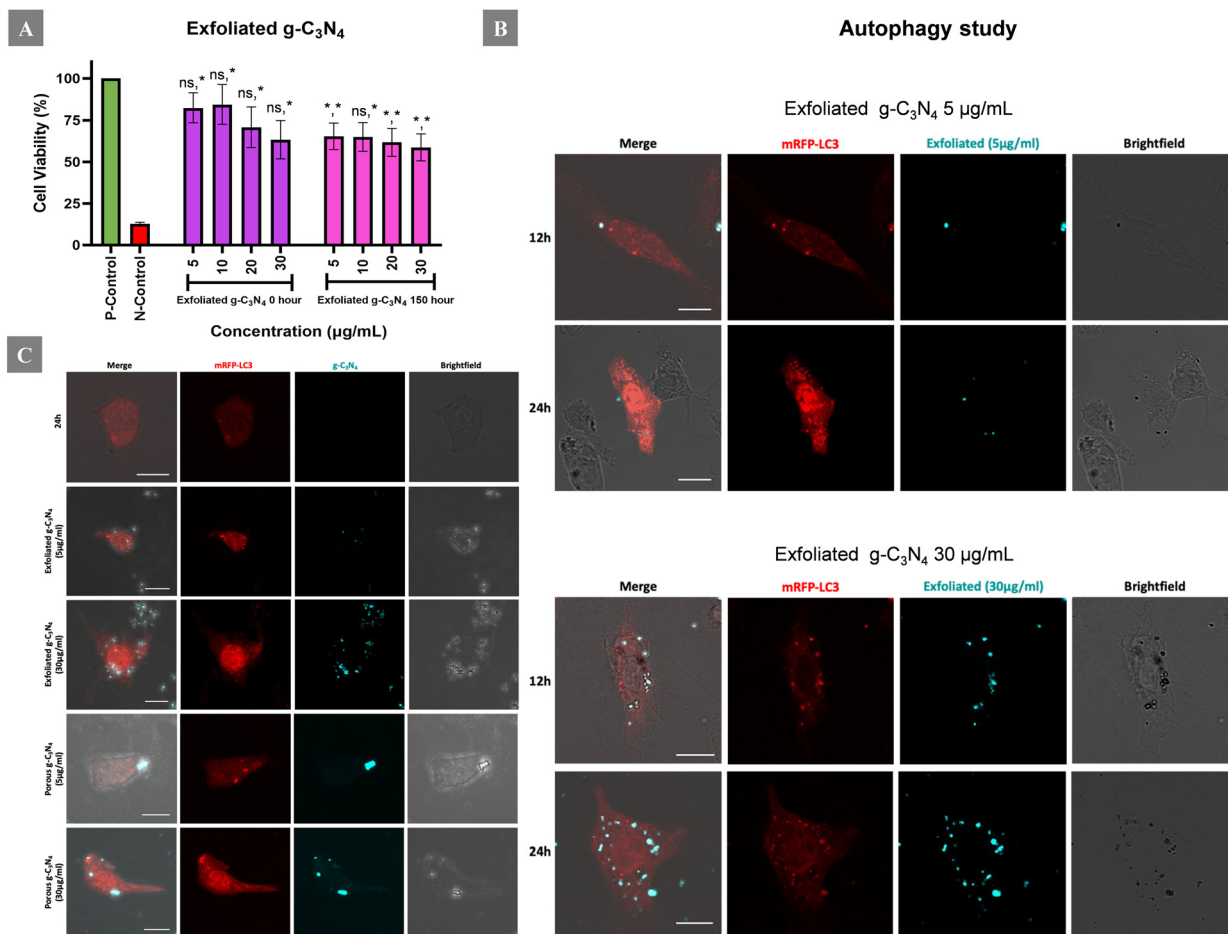 A
Exfoliated g-C₃N₄
Cell Viability (%)
100
75
50
25
0
ns,*
ns,*
ns,*
ns,*
*,*
ns,*
*,*
*,*
P-Control
N-Control
5
10
20
30
5
10
20
30
Exfoliated g-C₃N₄ 0 hour
Exfoliated g-C₃N₄ 150 hour
Concentration (µg/mL)
B
Autophagy study
Exfoliated g-C₃N₄ 5 µg/mL
Merge
mRFP-LC3
Exfoliated (5µg/ml)
Brightfield
12h
24h
Exfoliated g-C₃N₄ 30 µg/mL
Merge
mRFP-LC3
Exfoliated (30µg/ml)
Brightfield
12h
24h
C
Merge
mRFP-LC3
g-C₃N₄
Brightfield
24h
Exfoliated g-C₃N₄
(5µg/ml)
Exfoliated g-C₃N₄
(30µg/ml)
Porous g-C₃N₄
(5µg/ml)
Porous g-C₃N₄
(30µg/ml)